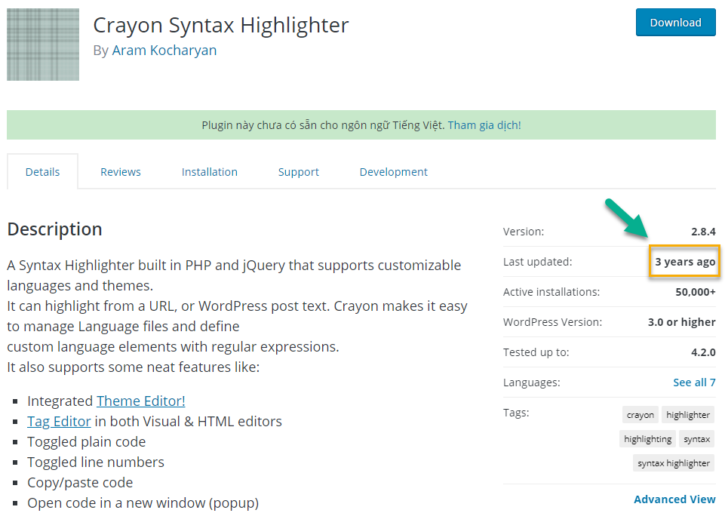 Crayon Syntax Highlighter
By Aram Kocharyan
Download
Plugin này chưa có sẵn cho ngôn ngữ Tiếng Việt. Tham gia dịch!
Details
Reviews
Installation
Support
Development
Description
A Syntax Highlighter built in PHP and jQuery that supports customizable
languages and themes.
It can highlight from a URL, or WordPress post text. Crayon makes it easy
to manage Language files and define
custom language elements with regular expressions.
It also supports some neat features like:
Integrated Theme Editor!
Tag Editor in both Visual & HTML editors
Toggled plain code
Toggled line numbers
Copy/paste code
Open code in a new window (popup)
Version: 2.8.4
Last updated: 3 years ago
Active installations: 50,000+
WordPress Version: 3.0 or higher
Tested up to: 4.2.0
Languages: See all 7
Tags: crayon highlighter
highlighting syntax
syntax highlighter
Advanced View